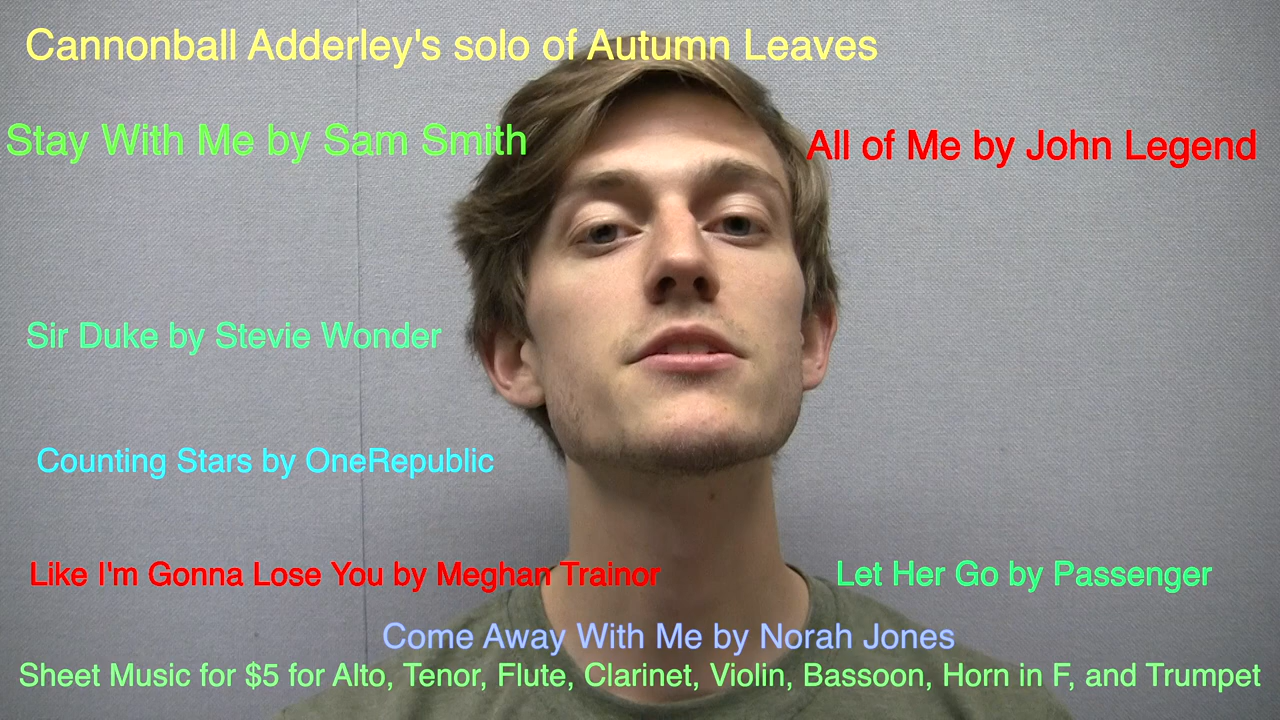 Cannonball Adderley's solo of Autumn Leaves
Stay With Me by Sam Smith
All of Me by John Legend
Sir Duke by Stevie Wonder
Counting Stars by OneRepublic
Like I'm Gonna Lose You by Meghan Trainor
Let Her Go by Passenger
Come Away With Me by Norah Jones
Sheet Music for $5 for Alto, Tenor, Flute, Clarinet, Violin, Bassoon, Horn in F, and Trumpet